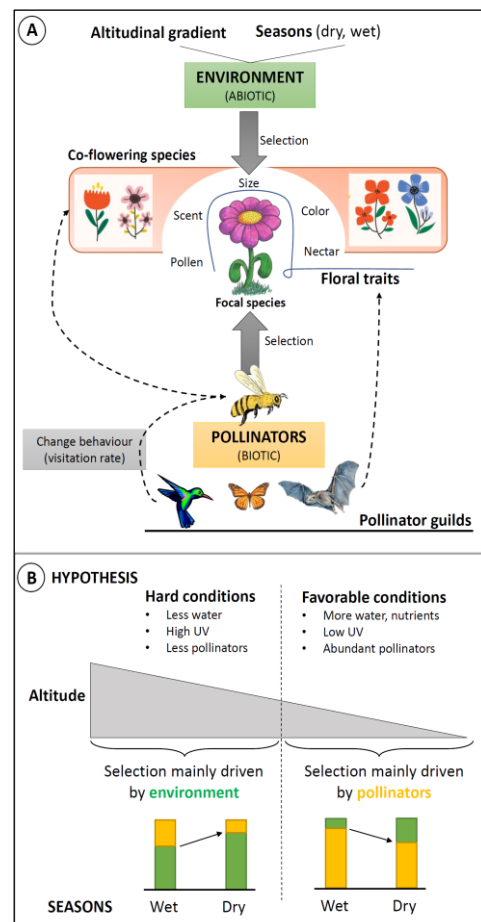 A
Altitudinal gradient
Seasons (dry, wet)
ENVIRONMENT
(ABIOTIC)
Selection
Co-flowering species
Size
Scent
Color
Pollen
Nectar
Floral traits
Focal species
Selection
Change behaviour
(visitation rate)
POLLINATORS
(BIOTIC)
Pollinator guilds
B HYPOTHESIS
Hard conditions
• Less water
• High UV
• Less pollinators
Favorable conditions
• More water, nutrients
• Low UV
• Abundant pollinators
Altitude
Selection mainly driven
by environment
Selection mainly driven
by pollinators
SEASONS
Wet
Dry
Wet
Dry